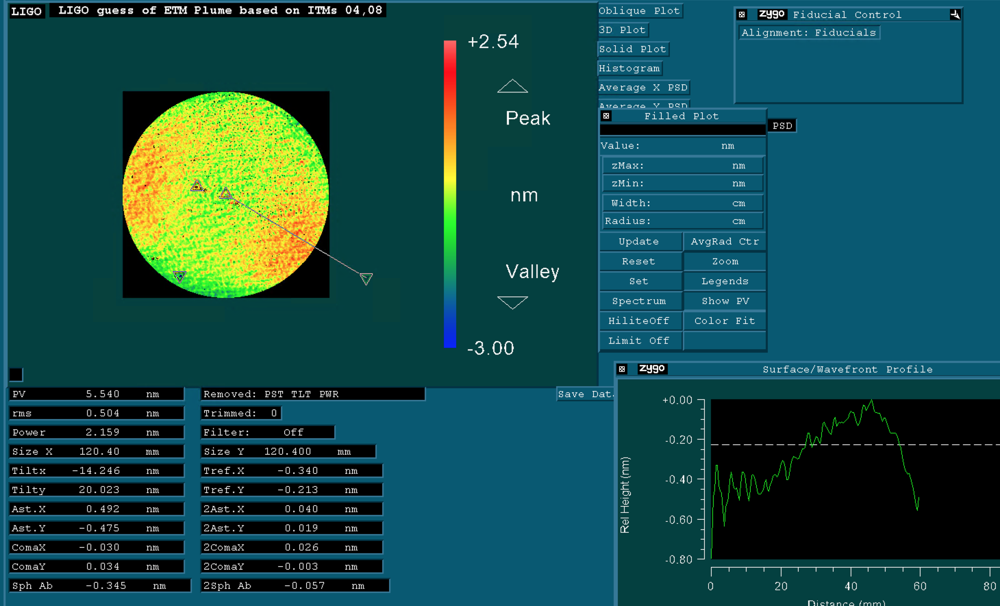 LIGO
LIGO guess of ETM Plume based on ITMs 04,08
+2.54
Peak
nm
Valley
-3.00
Oblique Plot
3D Plot
Solid Plot
Histogram
Average X PSD
Average Y PSD
PSD
zygo Fiducial Control
Alignment: Fiducials
Filled Plot
Value: nm
zMax: nm
zMin: nm
Width: cm
Radius: cm
Update AvgRad Ctr
Reset Zoom
Set Legends
Spectrum Show PV
HiliteOff Color Fit
Limit Off
PV 5.540 nm Removed: PST TLT PWR
rms 0.504 nm Trimmed: 0
Power 2.159 nm Filter: Off
Size X 120.40 mm Size Y 120.400 mm
Tiltx -14.246 nm Tref.X -0.340 nm
Tilty 20.023 nm Tref.Y -0.213 nm
Ast.X 0.492 nm 2Ast.X 0.040 nm
Ast.Y -0.475 nm 2Ast.Y 0.019 nm
ComaX -0.030 nm 2ComaX 0.026 nm
ComaY 0.034 nm 2ComaY -0.003 nm
Sph Ab -0.345 nm 2Sph Ab -0.057 nm
Save Data
zygo Surface/Wavefront Profile
Rel Height (nm)
+0.00
-0.20
-0.40
-0.60
-0.80
0 20 40 60 80
Distance (mm)